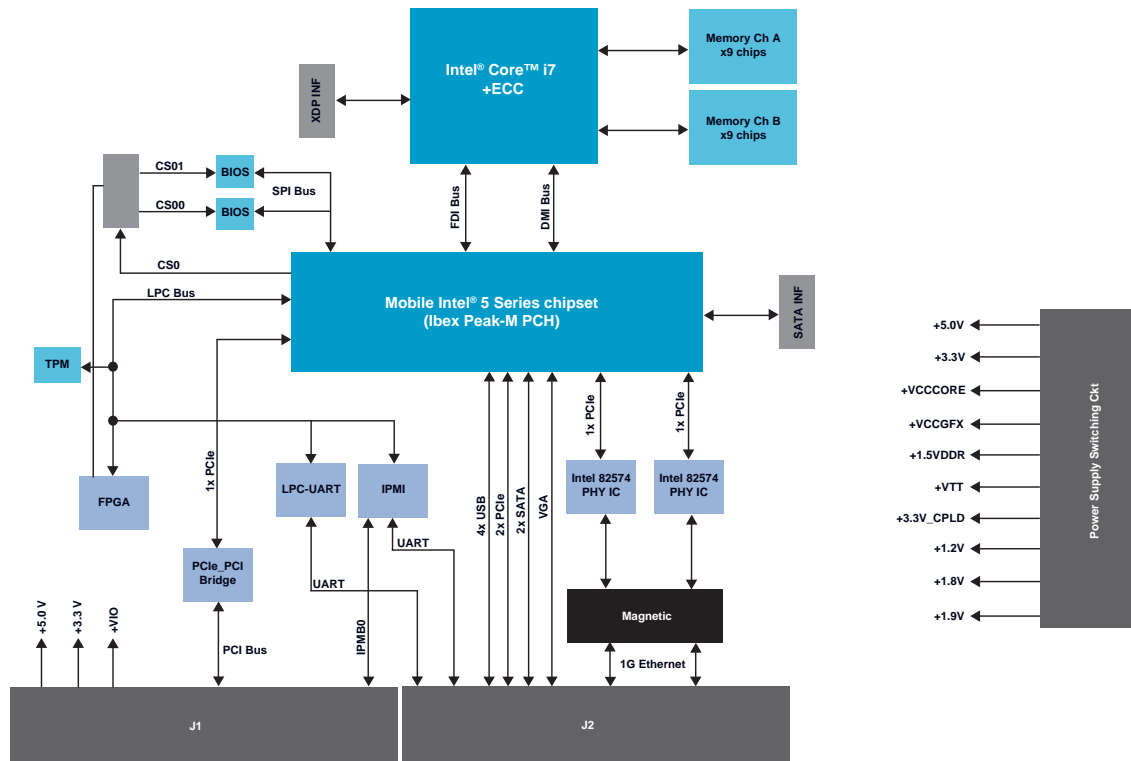 Intel® Core™ i7
+ECC
Memory Ch A
x9 chips
Memory Ch B
x9 chips
XDP INF
CS01
BIOS
SPI Bus
CS00
BIOS
FDI Bus
DMI Bus
CS0
LPC Bus
Mobile Intel® 5 Series chipset
(Ibex Peak-M PCH)
SATA INF
TPM
FPGA
1x PCIe
LPC-UART
IPMI
4x USB
2x PCIe
2x SATA
VGA
1x PCIe
1x PCIe
Intel 82574
PHY IC
Intel 82574
PHY IC
UART
UART
PCIe_PCI
Bridge
Magnetic
+5.0 V
+3.3 V
+VIO
PCI Bus
IPMB0
1G Ethernet
J1
J2
+5.0V
+3.3V
+VCCCORE
+VCCGFX
+1.5VDDR
+VTT
+3.3V_CPLD
+1.2V
+1.8V
+1.9V
Power Supply Switching Ckt